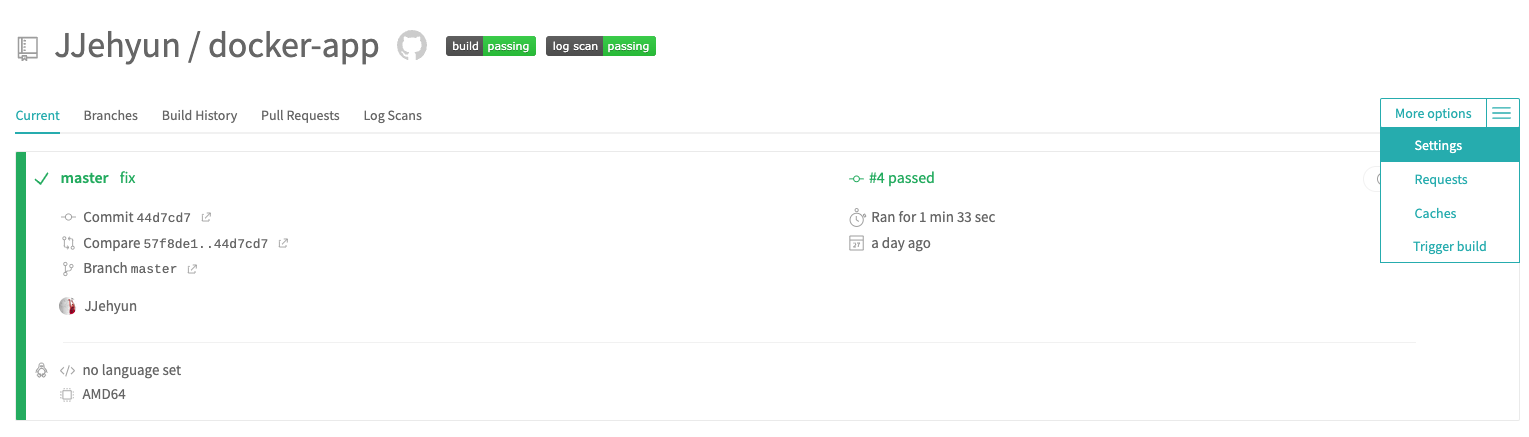 JJehyun / docker-app build passing log scan passing
Current Branches Build History Pull Requests Log Scans
More options
Settings
Requests
Caches
Trigger build
master fix
#4 passed
Commit 44d7cd7
Ran for 1 min 33 sec
Compare 57f8de1..44d7cd7
a day ago
27
Branch master
JJehyun
</> no language set
AMD64